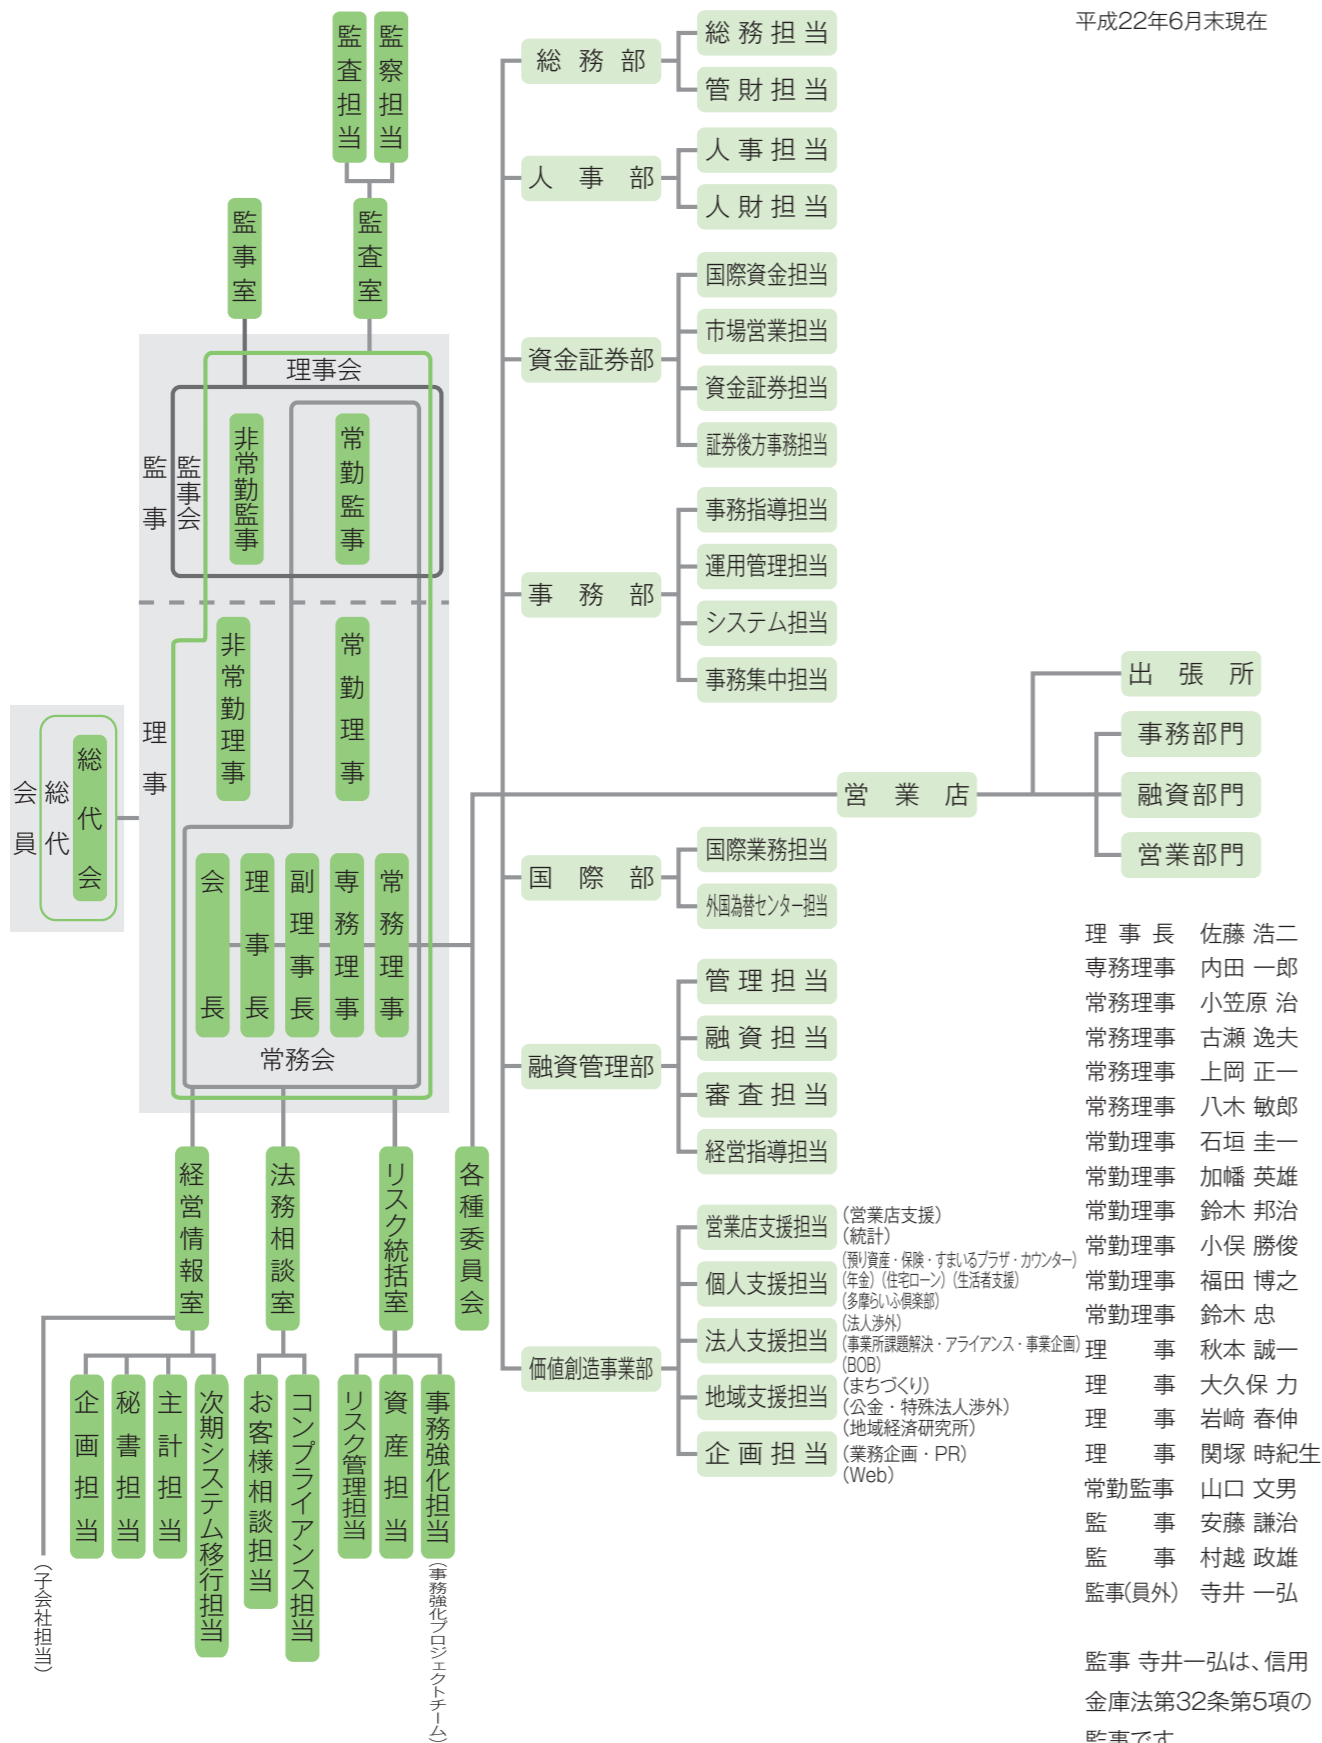 平成22年6月末現在
監査担当
監察担当
監事室
監査室
理事会
監事
監事会
非常勤監事
常勤監事
理事
非常勤理事
常勤理事
会員
総代
総代会
会長
理事長
副理事長
専務理事
常務理事
常務会
経営情報室
法務相談室
リスク統括室
各種委員会
(子会社担当)
企画担当
秘書担当
主計担当
次期システム移行担当
お客様相談担当
コンプライアンス担当
リスク管理担当
資産担当
事務強化担当
(事務強化プロジェクトチーム)
総務部
総務担当
管財担当
人事部
人事担当
人財担当
資金証券部
国際資金担当
市場営業担当
資金証券担当
証券後方事務担当
事務部
事務指導担当
運用管理担当
システム担当
事務集中担当
営業店
出張所
事務部門
融資部門
営業部門
国際部
国際業務担当
外国為替センター担当
融資管理部
管理担当
融資担当
審査担当
経営指導担当
価値創造事業部
営業店支援担当
(営業店支援)
(統計)
個人支援担当
(預り資産・保険・すまいるプラザ・カウンター)
(年金)(住宅ローン)(生活者支援)
(多摩らいふ倶楽部)
法人支援担当
(法人渉外)
(事業所課題解決・アライアンス・事業企画)
(BOB)
地域支援担当
(まちづくり)
(公金・特殊法人渉外)
(地域経済研究所)
企画担当
(業務企画・PR)
(Web)
理事長 佐藤 浩二
専務理事 内田 一郎
常務理事 小笠原 治
常務理事 古瀬 逸夫
常務理事 上岡 正一
常務理事 八木 敏郎
常勤理事 石垣 圭一
常勤理事 加幡 英雄
常勤理事 鈴木 邦治
常勤理事 小俣 勝俊
常勤理事 福田 博之
常勤理事 鈴木 忠
理事 秋本 誠一
理事 大久保 力
理事 岩﨑 春伸
理事 関塚 時紀生
常勤監事 山口 文男
監事 安藤 謙治
監事 村越 政雄
監事(員外) 寺井 一弘
監事 寺井一弘は、信用
金庫法第32条第5項の
監事です